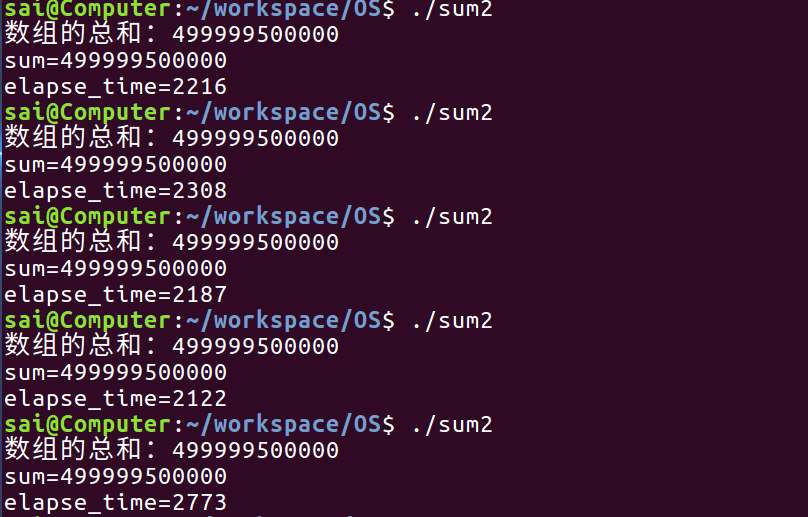 sai@Computer:~/workspace/OS$ ./sum2
数组的总和：499999500000
sum=499999500000
elapse_time=2216
sai@Computer:~/workspace/OS$ ./sum2
数组的总和：499999500000
sum=499999500000
elapse_time=2308
sai@Computer:~/workspace/OS$ ./sum2
数组的总和：499999500000
sum=499999500000
elapse_time=2187
sai@Computer:~/workspace/OS$ ./sum2
数组的总和：499999500000
sum=499999500000
elapse_time=2122
sai@Computer:~/workspace/OS$ ./sum2
数组的总和：499999500000
sum=499999500000
elapse_time=2773